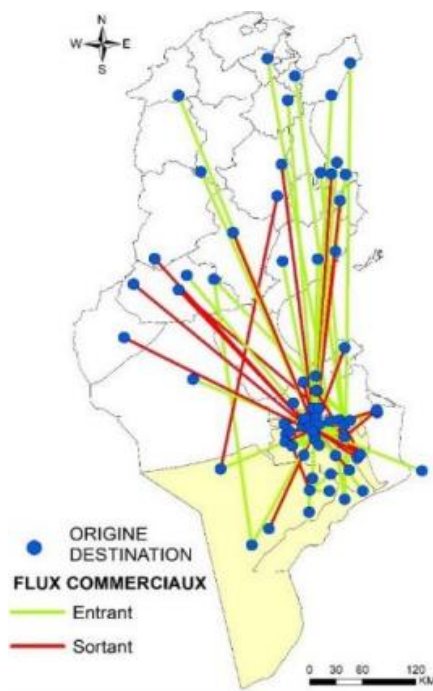 N
W E
S
ORIGINE
DESTINATION
FLUX COMMERCIAUX
Entrant
Sortant
0 30 60 120
KM